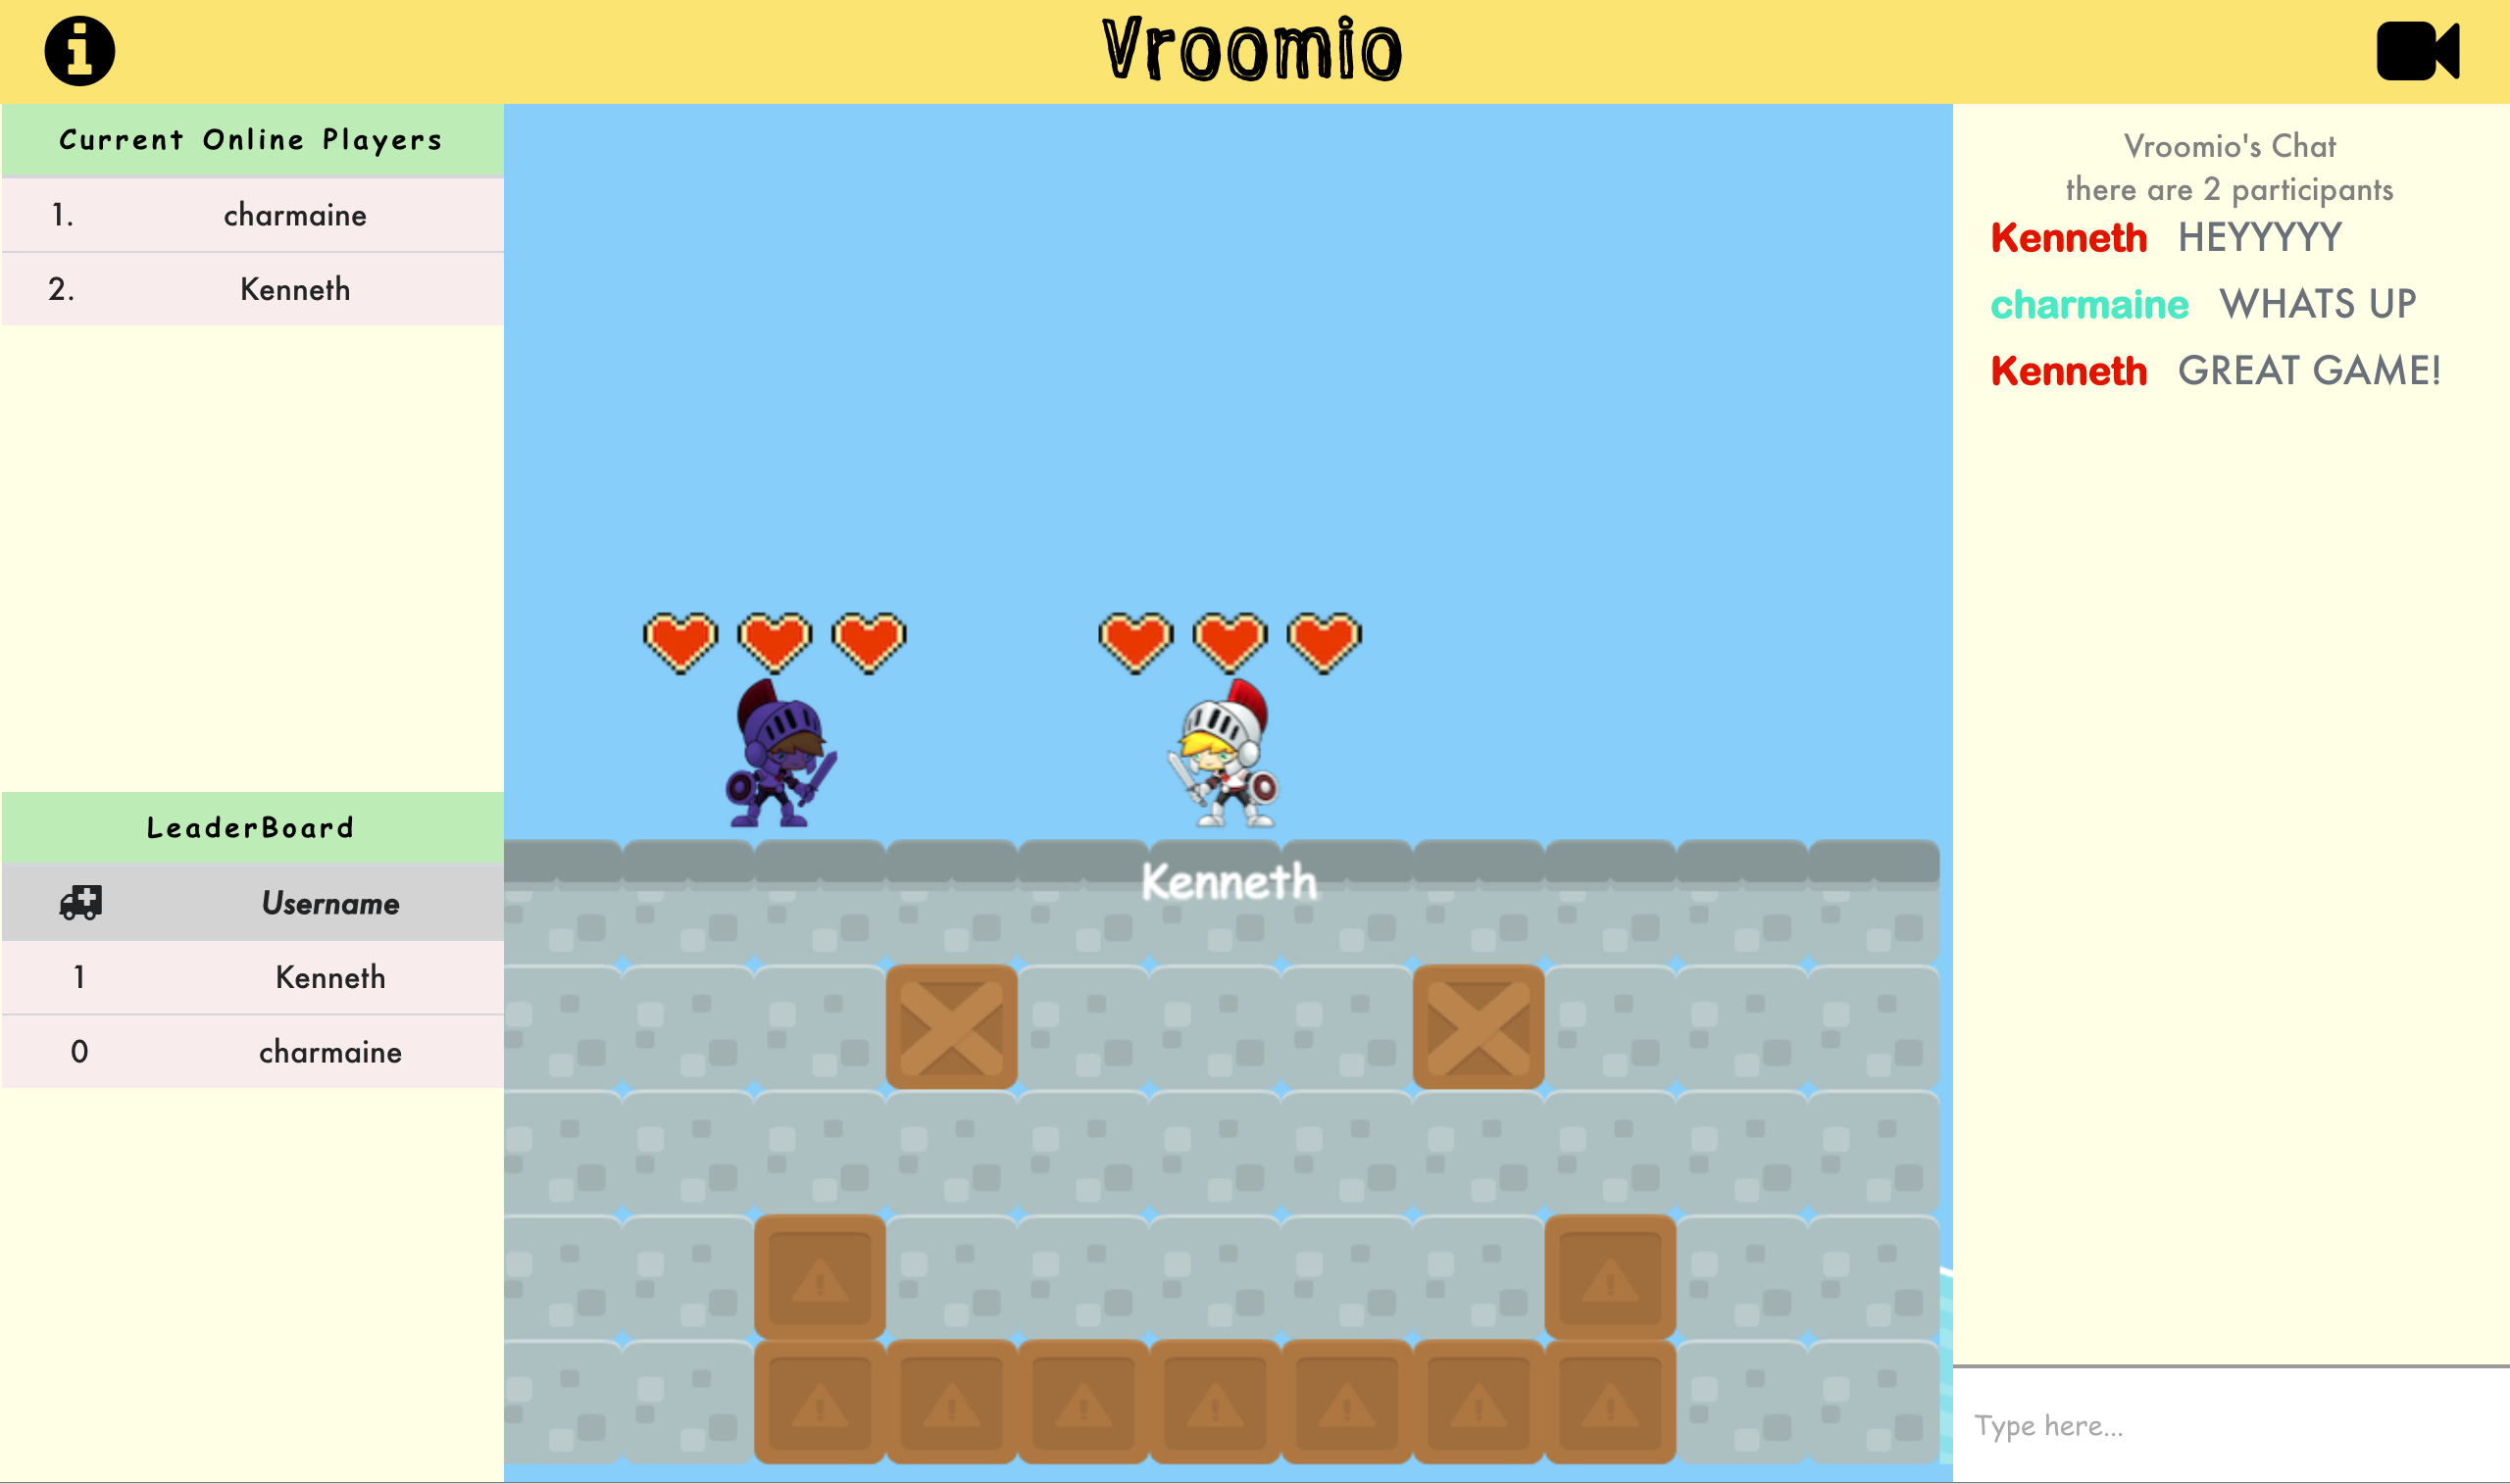 Vroomio
Current Online Players
1. charmaine
2. Kenneth
LeaderBoard
Username
1 Kenneth
0 charmaine
Kenneth
Vroomio's Chat
there are 2 participants
Kenneth HEYYYYY
charmaine WHATS UP
Kenneth GREAT GAME!
Type here...